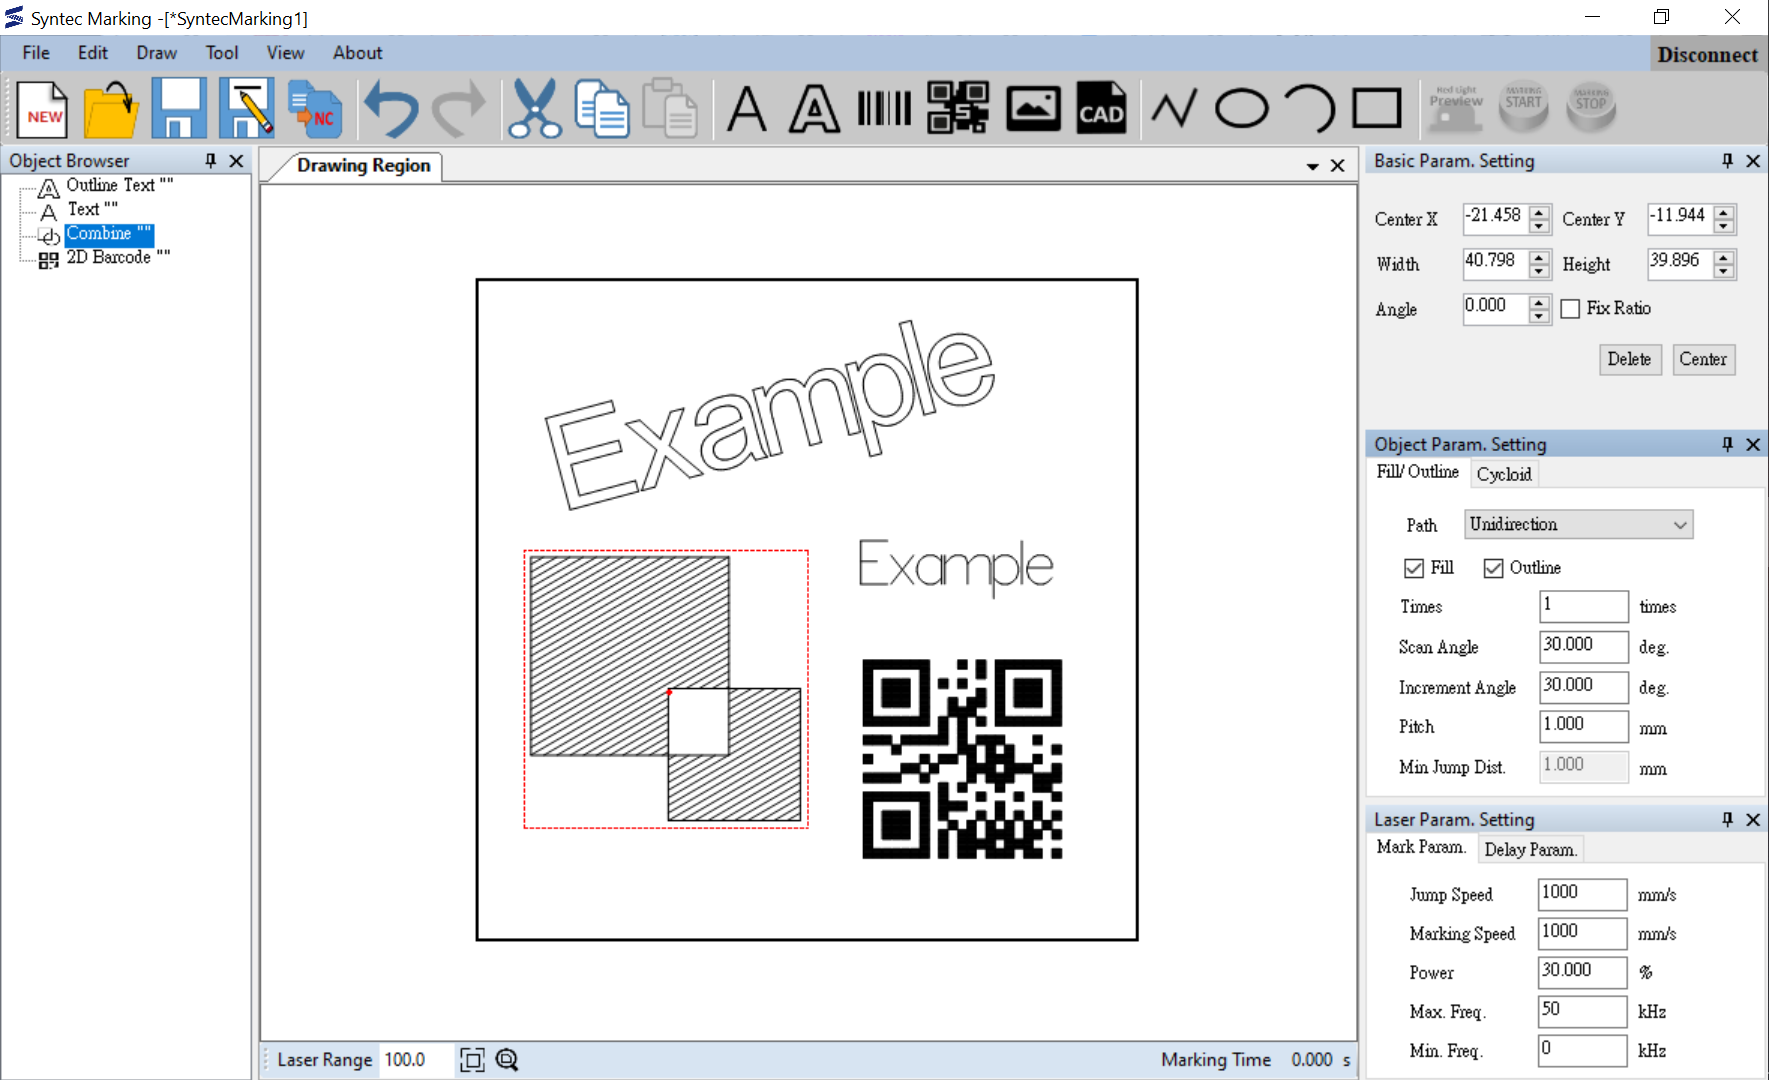 Syntec Marking -[*SyntecMarking1]
File Edit Draw Tool View About
Disconnect
NEW
NC
A
A
S
CAD
Red Light
Preview
MARKING
START
MARKING
STOP
Object Browser
Outline Text ""
Text ""
Combine ""
2D Barcode ""
Drawing Region
Example
Example
Laser Range 100.0
Marking Time 0.000 s
Basic Param. Setting
Center X -21.458 Center Y -11.944
Width 40.798 Height 39.896
Angle 0.000 Fix Ratio
Delete Center
Object Param. Setting
Fill/ Outline Cycloid
Path Unidirection
Fill Outline
Times 1 times
Scan Angle 30.000 deg.
Increment Angle 30.000 deg.
Pitch 1.000 mm
Min Jump Dist. 1.000 mm
Laser Param. Setting
Mark Param. Delay Param.
Jump Speed 1000 mm/s
Marking Speed 1000 mm/s
Power 30.000 %
Max. Freq. 50 kHz
Min. Freq. 0 kHz